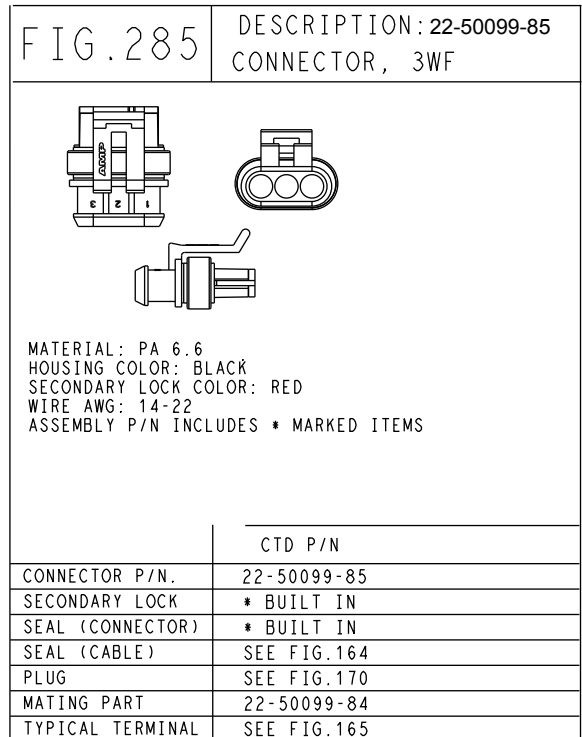 FIG.285
DESCRIPTION: 22-50099-85
CONNECTOR, 3WF
AMP
3 2 1
MATERIAL: PA 6.6
HOUSING COLOR: BLACK
SECONDARY LOCK COLOR: RED
WIRE AWG: 14-22
ASSEMBLY P/N INCLUDES * MARKED ITEMS
CTD P/N
CONNECTOR P/N. 22-50099-85
SECONDARY LOCK * BUILT IN
SEAL (CONNECTOR) * BUILT IN
SEAL (CABLE) SEE FIG.164
PLUG SEE FIG.170
MATING PART 22-50099-84
TYPICAL TERMINAL SEE FIG.165